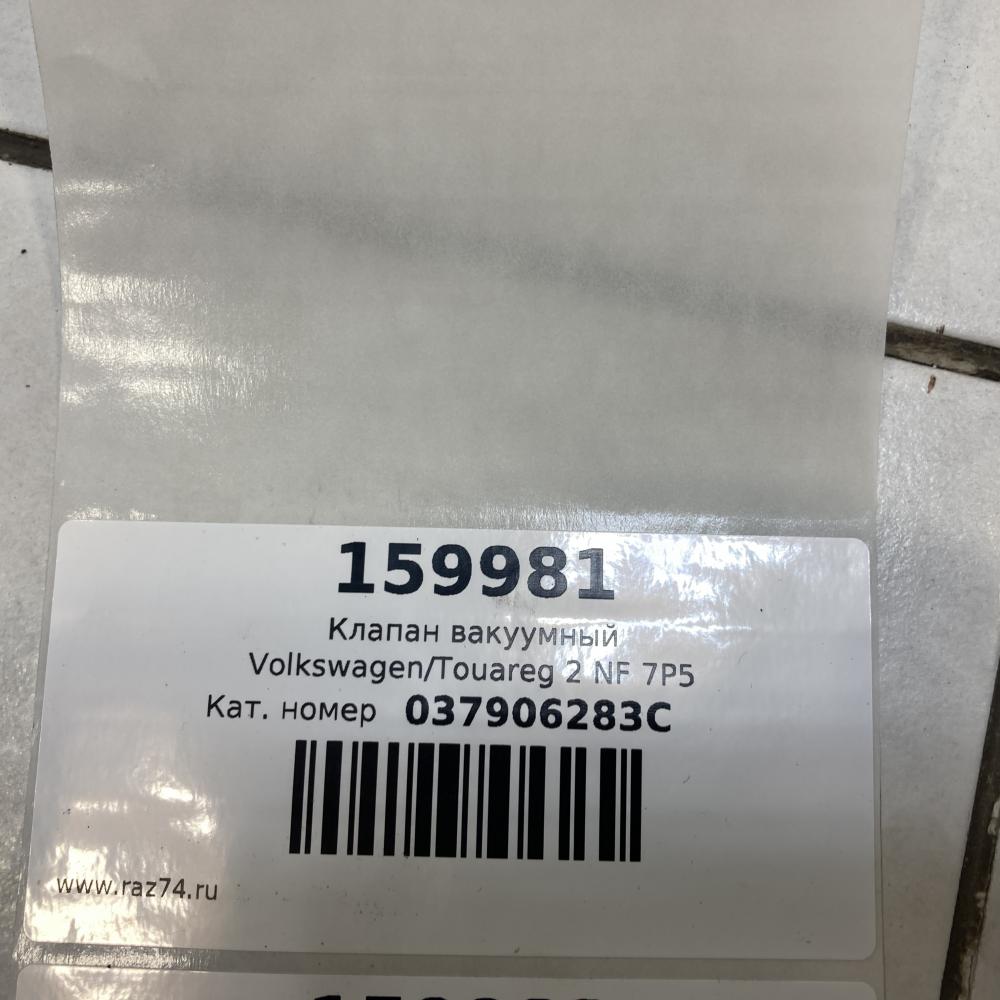 159981
Клапан вакуумный
Volkswagen/Touareg 2 NF 7P5
Кат. номер 037906283C
www.raz74.ru